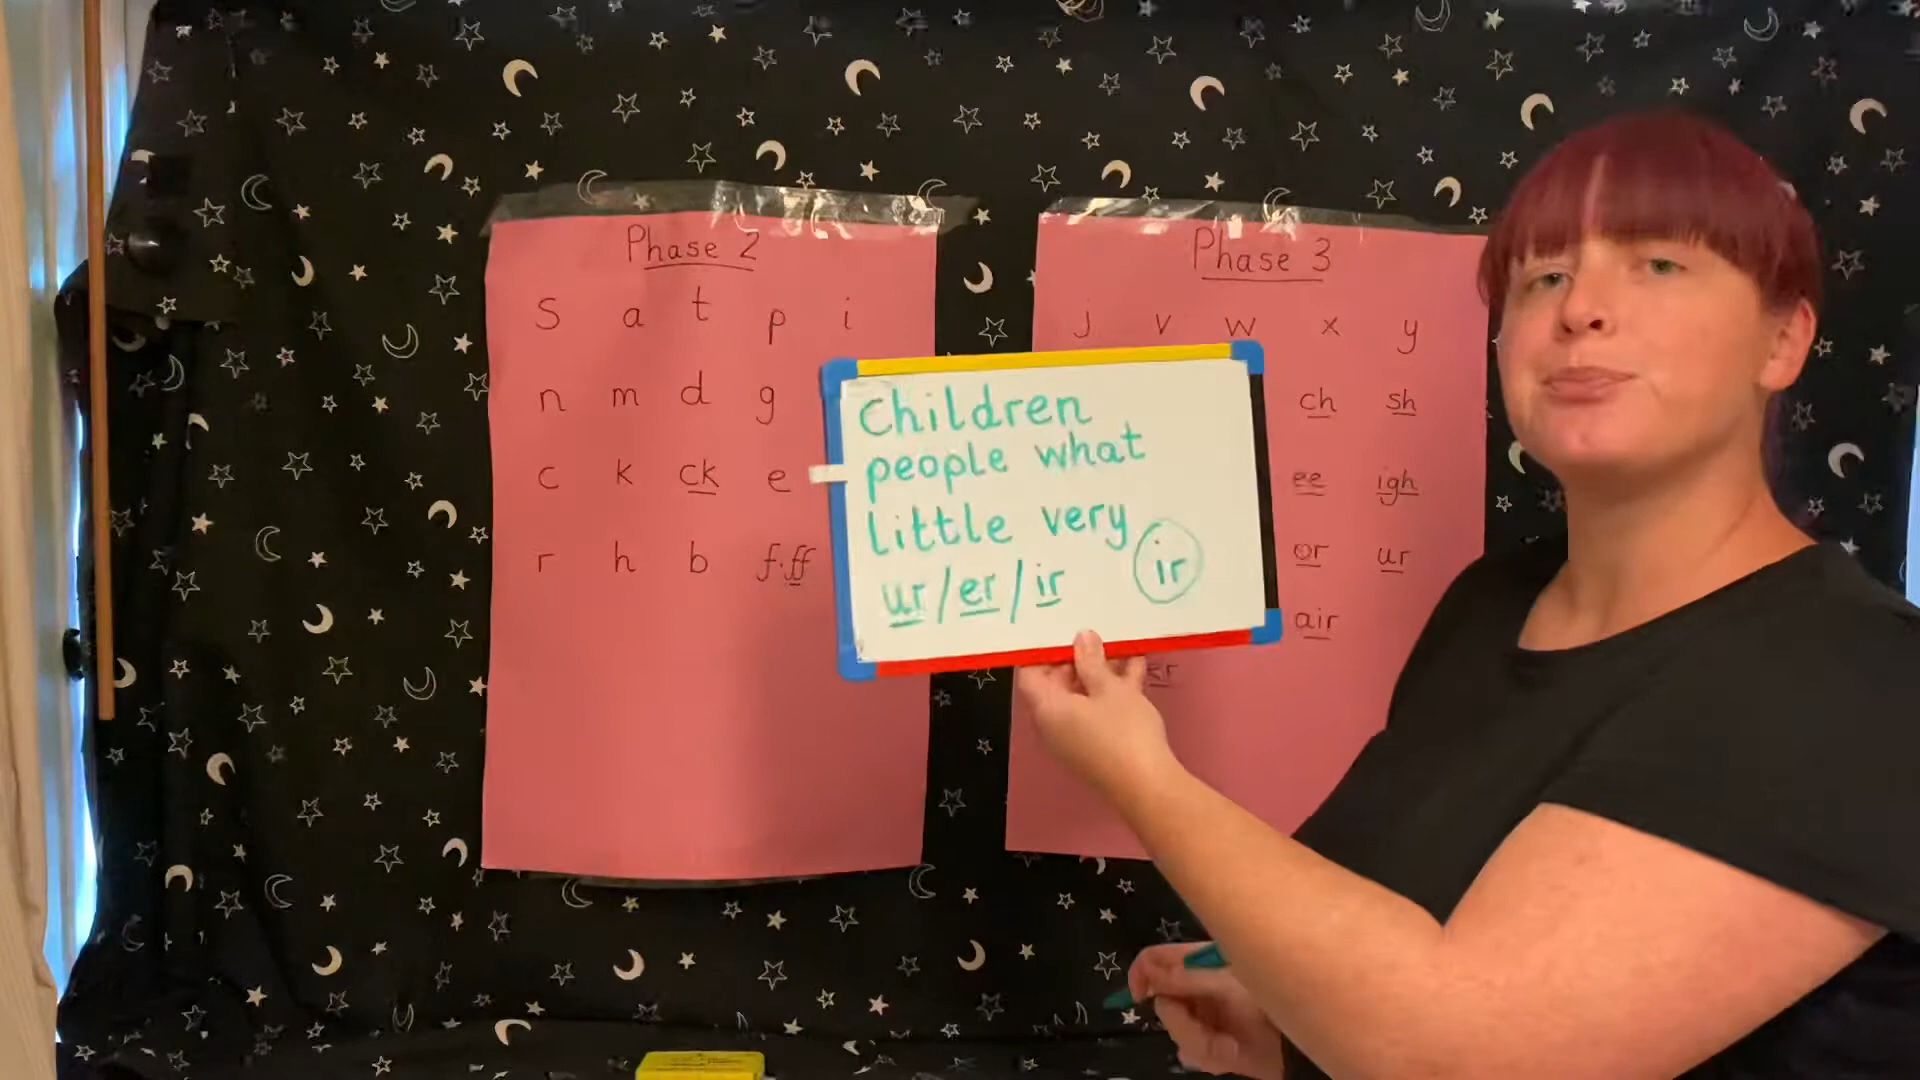 Phase 2
s a t p i
n m d g
c k ck e
r h b f.ff
Phase 3
j v w x y
ch sh
ee igh
or ur
air
er
children
people what
little very
ur/er/ir ir